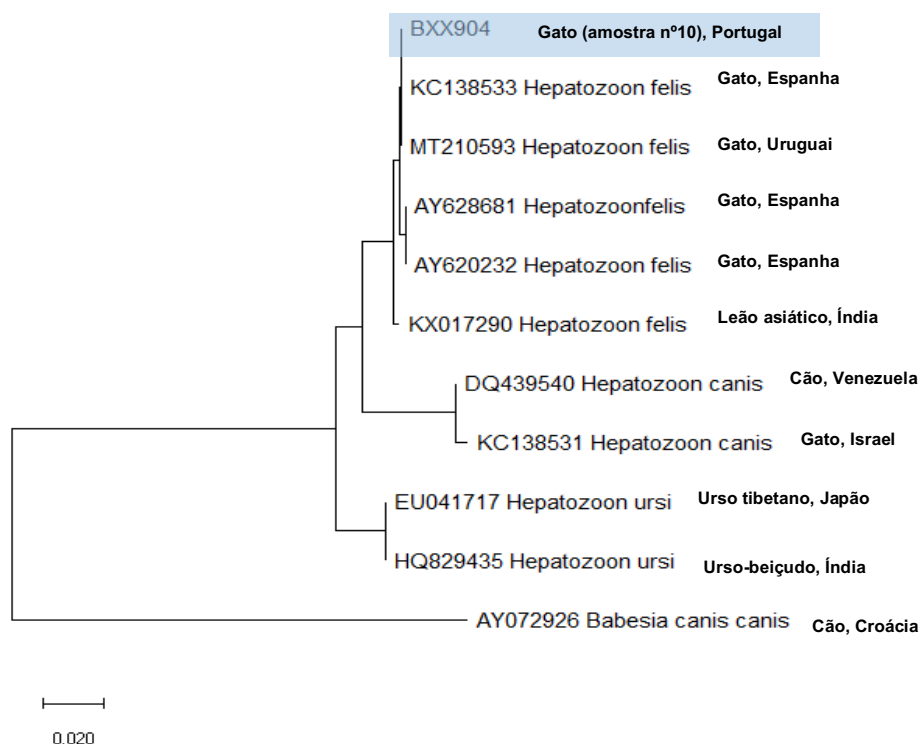 BXX904 Gato (amostra nº10), Portugal
KC138533 Hepatozoon felis Gato, Espanha
MT210593 Hepatozoon felis Gato, Uruguai
AY628681 Hepatozoonfelis Gato, Espanha
AY620232 Hepatozoon felis Gato, Espanha
KX017290 Hepatozoon felis Leão asiático, Índia
DQ439540 Hepatozoon canis Cão, Venezuela
KC138531 Hepatozoon canis Gato, Israel
EU041717 Hepatozoon ursi Urso tibetano, Japão
HQ829435 Hepatozoon ursi Urso-beiçudo, Índia
AY072926 Babesia canis canis Cão, Croácia
0.020